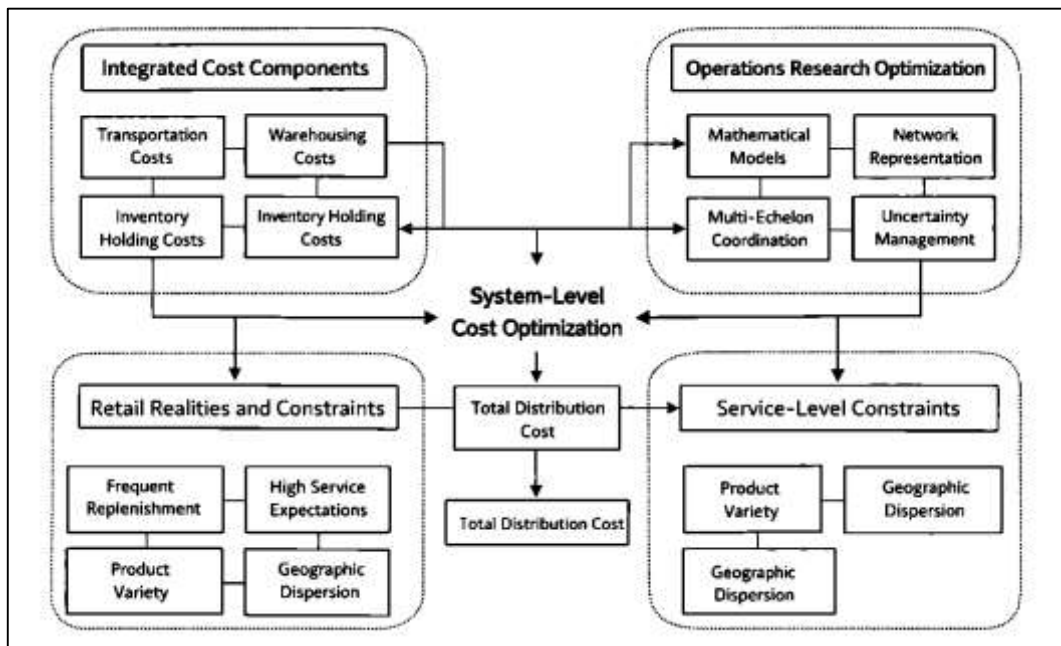 Integrated Cost Components
Transportation
Costs
Warehousing
Costs
Inventory
Holding Costs
Inventory Holding
Costs
Operations Research Optimization
Mathematical
Models
Network
Representation
Multi-Echelon
Coordination
Uncertainty
Management
System-Level
Cost Optimization
Retail Realities and Constraints
Frequent
Replenishment
High Service
Expectations
Product
Variety
Geographic
Dispersion
Total Distribution
Cost
Total Distribution Cost
Service-Level Constraints
Product
Variety
Geographic
Dispersion
Geographic
Dispersion